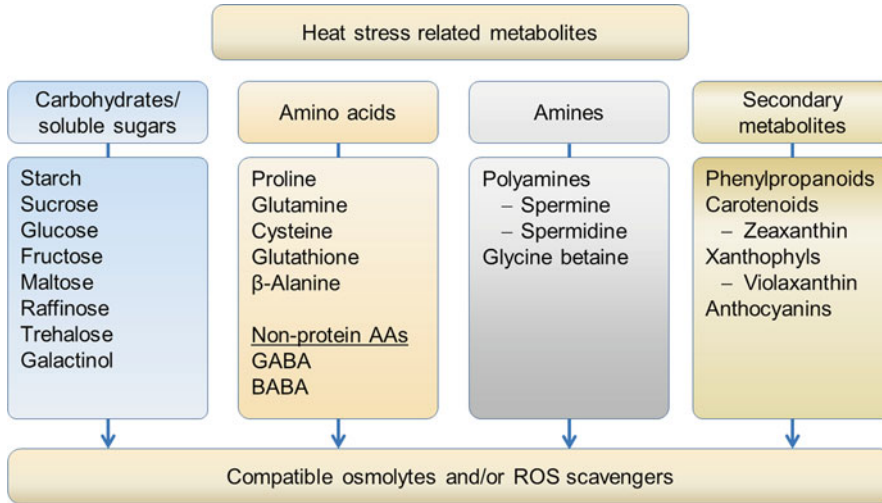 Heat stress related metabolites
Carbohydrates/
soluble sugars
Starch
Sucrose
Glucose
Fructose
Maltose
Raffinose
Trehalose
Galactinol
Amino acids
Proline
Glutamine
Cysteine
Glutathione
β-Alanine
Non-protein AAs
GABA
BABA
Amines
Polyamines
– Spermine
– Spermidine
Glycine betaine
Secondary
metabolites
Phenylpropanoids
Carotenoids
– Zeaxanthin
Xanthophyls
– Violaxanthin
Anthocyanins
Compatible osmolytes and/or ROS scavengers